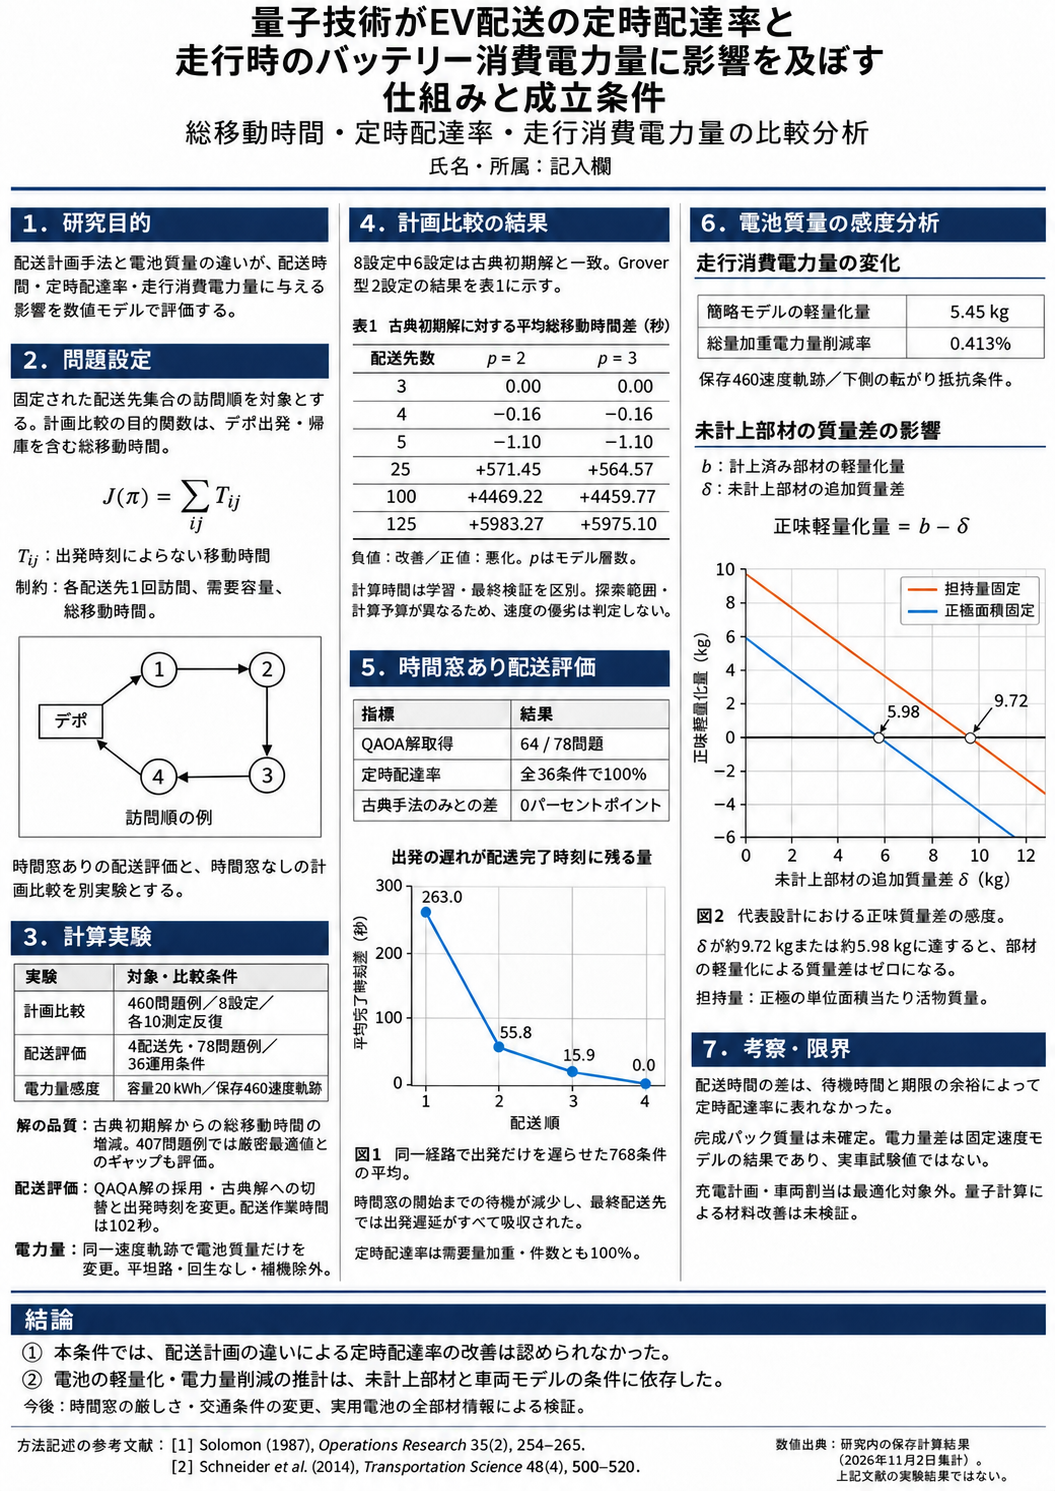 量子技術がEV配送の定時配達率と
走行時のバッテリー消費電力量に影響を及ぼす
仕組みと成立条件
総移動時間・定時配達率・走行消費電力量の比較分析
氏名・所属：記入欄
1．研究目的
配送計画手法と電池質量の違いが、配送時
間・定時配達率・走行消費電力量に与える
影響を数値モデルで評価する。
2．問題設定
固定された配送先集合の訪問順を対象とす
る。計画比較の目的関数は、デポ出発・帰
庫を含む総移動時間。
J(π) = ∑ Tij
ij
Tij：出発時刻によらない移動時間
制約：各配送先1回訪問、需要容量、
総移動時間。
デポ
1
2
3
4
訪問順の例
時間窓ありの配送評価と、時間窓なしの計
画比較を別実験とする。
3．計算実験
実験 対象・比較条件
計画比較 460問題例／8設定／
各10測定反復
配送評価 4配送先・78問題例／
36運用条件
電力量感度 容量20 kWh／保存460速度軌跡
解の品質：古典初期解からの総移動時間の
増減。407問題例では厳密最適値と
のギャップも評価。
配送評価：QAQA解の採用・古典解への切
替と出発時刻を変更。配送作業時間
は102秒。
電力量：同一速度軌跡で電池質量だけを
変更。平坦路・回生なし・補機除外。
4．計画比較の結果
8設定中6設定は古典初期解と一致。Grover
型2設定の結果を表1に示す。
表1 古典初期解に対する平均総移動時間差（秒）
配送先数 p = 2 p = 3
3 0.00 0.00
4 −0.16 −0.16
5 −1.10 −1.10
25 +571.45 +564.57
100 +4469.22 +4459.77
125 +5983.27 +5975.10
負値：改善／正値：悪化。pはモデル層数。
計算時間は学習・最終検証を区別。探索範囲・
計算予算が異なるため、速度の優劣は判定しない。
5．時間窓あり配送評価
指標 結果
QAOA解取得 64 / 78問題
定時配達率 全36条件で100%
古典手法のみとの差 0パーセントポイント
出発の遅れが配送完了時刻に残る量
300
200
100
0
263.0
55.8
15.9
0.0
1 2 3 4
配送順
図1 同一経路で出発だけを遅らせた768条件
の平均。
時間窓の開始までの待機が減少し、最終配送先
では出発遅延がすべて吸収された。
定時配達率は需要量加重・件数とも100%。
6．電池質量の感度分析
走行消費電力量の変化
簡略モデルの軽量化量 5.45 kg
総量加重電力量削減率 0.413%
保存460速度軌跡／下側の転がり抵抗条件。
未計上部材の質量差の影響
b：計上済み部材の軽量化量
δ：未計上部材の追加質量差
正味軽量化量 = b − δ
正味軽量化量（kg）
10
8
6
4
2
0
−2
−4
−6
担持量固定
正極面積固定
5.98
9.72
0 2 4 6 8 10 12
未計上部材の追加質量差 δ（kg）
図2 代表設計における正味質量差の感度。
δが約9.72 kgまたは約5.98 kgに達すると、部材
の軽量化による質量差はゼロになる。
担持量：正極の単位面積当たり活物質量。
7．考察・限界
配送時間の差は、待機時間と期限の余裕によって
定時配達率に表れなかった。
完成パック質量は未確定。電力量差は固定速度モ
デルの結果であり、実車試験値ではない。
充電計画・車両割当は最適化対象外。量子計算に
よる材料改善は未検証。
結論
① 本条件では、配送計画の違いによる定時配達率の改善は認められなかった。
② 電池の軽量化・電力量削減の推計は、未計上部材と車両モデルの条件に依存した。
今後：時間窓の厳しさ・交通条件の変更、実用電池の全部材情報による検証。
方法記述の参考文献：[1] Solomon (1987), Operations Research 35(2), 254–265.
[2] Schneider et al. (2014), Transportation Science 48(4), 500–520.
数値出典：研究内の保存計算結果
（2026年11月2日集計）。
上記文献の実験結果ではない。